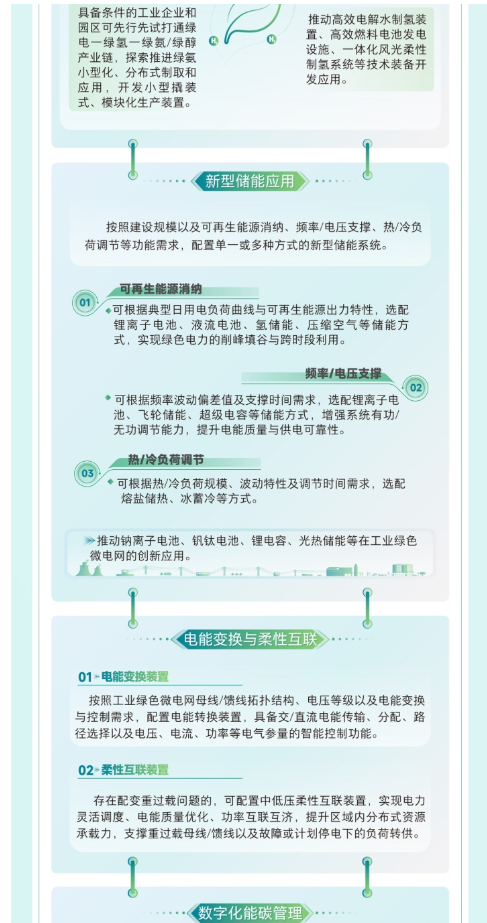 具备条件的工业企业和
园区可先行先试打通绿
电—绿氢—绿氨/绿醇
产业链，探索推进绿氨
小型化、分布式制取和
应用，开发小型撬装
式、模块化生产装置。
推动高效电解水制氢装
置、高效燃料电池发电
设施、一体化风光柔性
制氢系统等技术装备开
发应用。
新型储能应用
按照建设规模以及可再生能源消纳、频率/电压支撑、热/冷负
荷调节等功能需求，配置单一或多种方式的新型储能系统。
01
可再生能源消纳
可根据典型日用电负荷曲线与可再生能源出力特性，选配
锂离子电池、液流电池、氢储能、压缩空气等储能方
式，实现绿色电力的削峰填谷与跨时段利用。
频率/电压支撑
02
可根据频率波动偏差值及支撑时间需求，选配锂离子电
池、飞轮储能、超级电容等储能方式，增强系统有功/
无功调节能力，提升电能质量与供电可靠性。
03
热/冷负荷调节
可根据热/冷负荷规模、波动特性及调节时间需求，选配
熔盐储热、冰蓄冷等方式。
推动钠离子电池、钒钛电池、锂电容、光热储能等在工业绿色
微电网的创新应用。
电能变换与柔性互联
01 电能变换装置
按照工业绿色微电网母线/馈线拓扑结构、电压等级以及电能变换
与控制需求，配置电能转换装置，具备交/直流电能传输、分配、路
径选择以及电压、电流、功率等电气参量的智能控制功能。
02 柔性互联装置
存在配变重过载问题的，可配置中低压柔性互联装置，实现电力
灵活调度、电能质量优化、功率互联互济，提升区域内分布式资源
承载力，支撑重过载母线/馈线以及故障或计划停电下的负荷转供。
数字化能碳管理